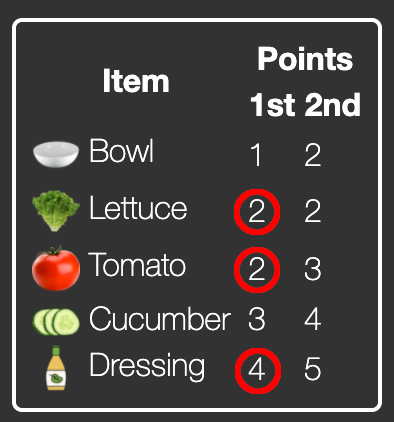 Item Points
1st 2nd
Bowl 1 2
Lettuce 2 2
Tomato 2 3
Cucumber 3 4
Dressing 4 5